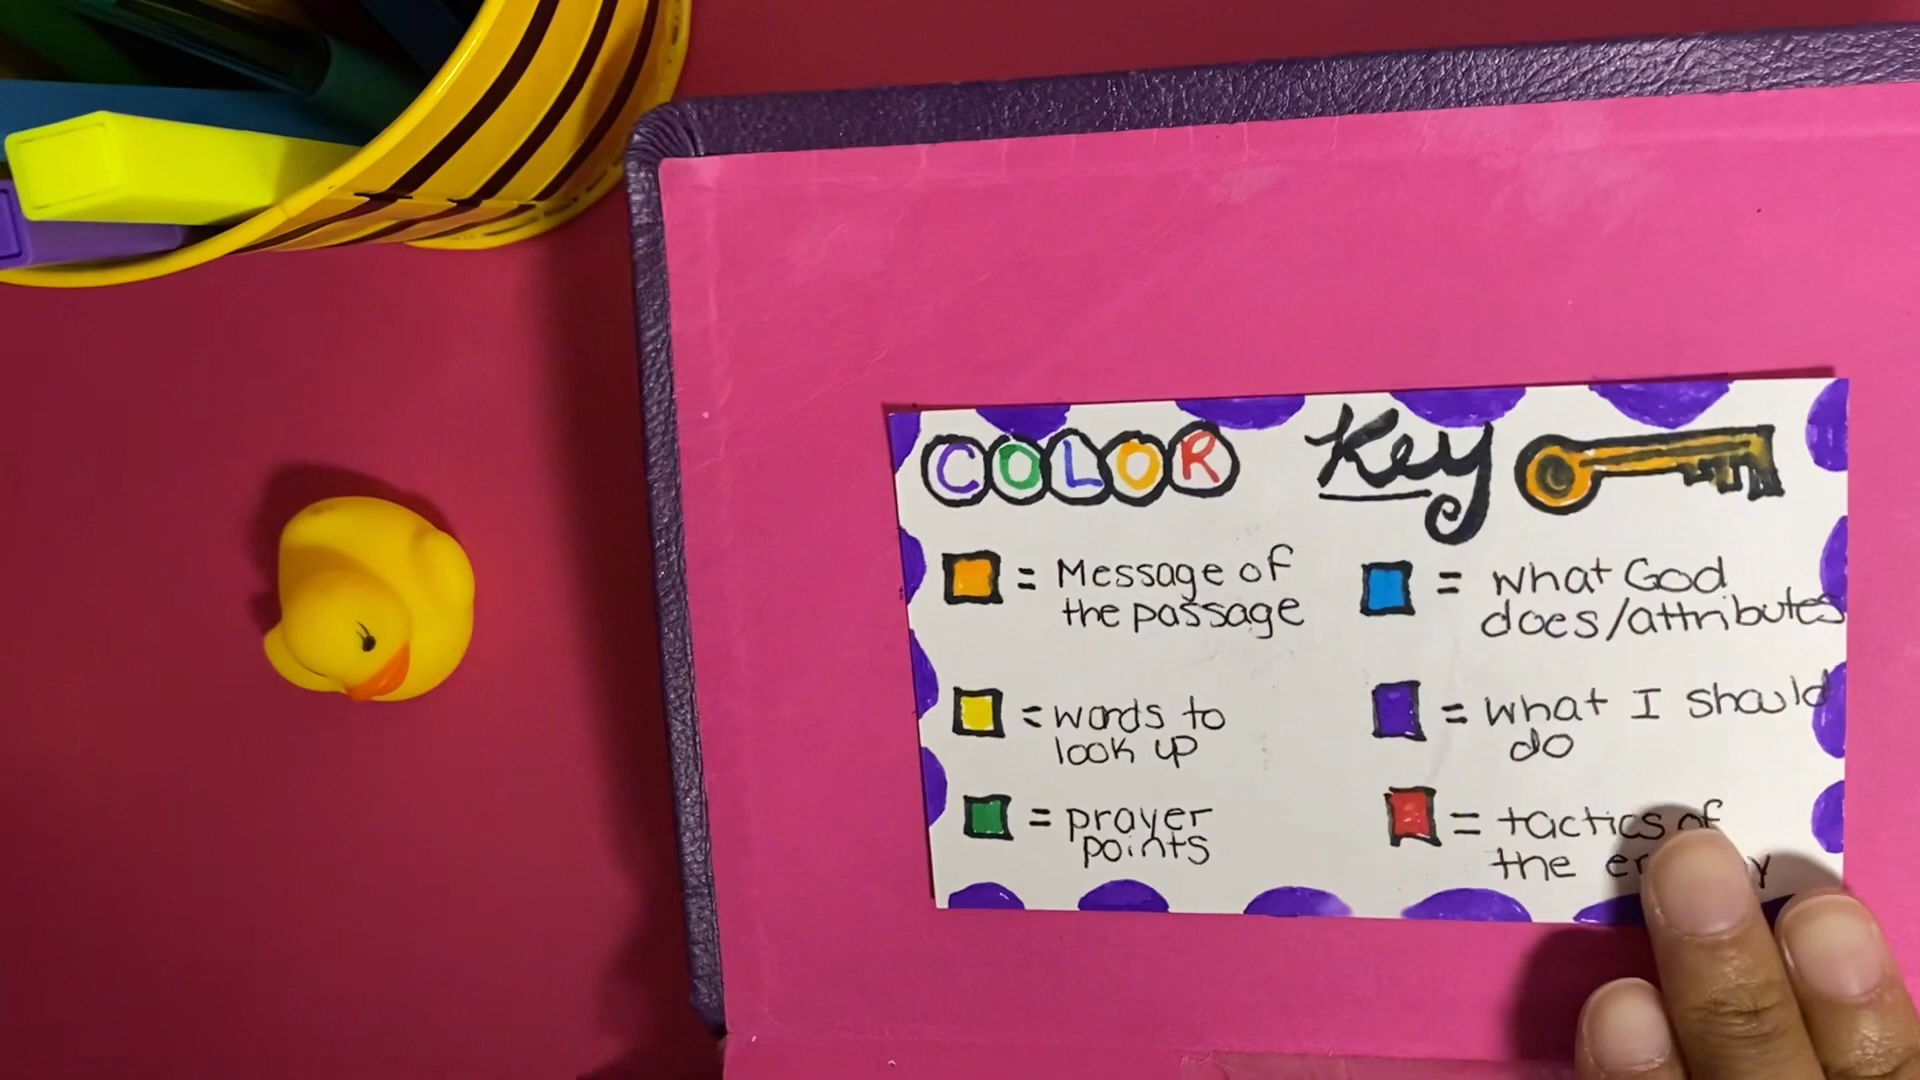 COLOR Key
= Message of
the passage
= what God
does/attributes
= words to
look up
= what I should
do
= prayer
points
= tactics of
the